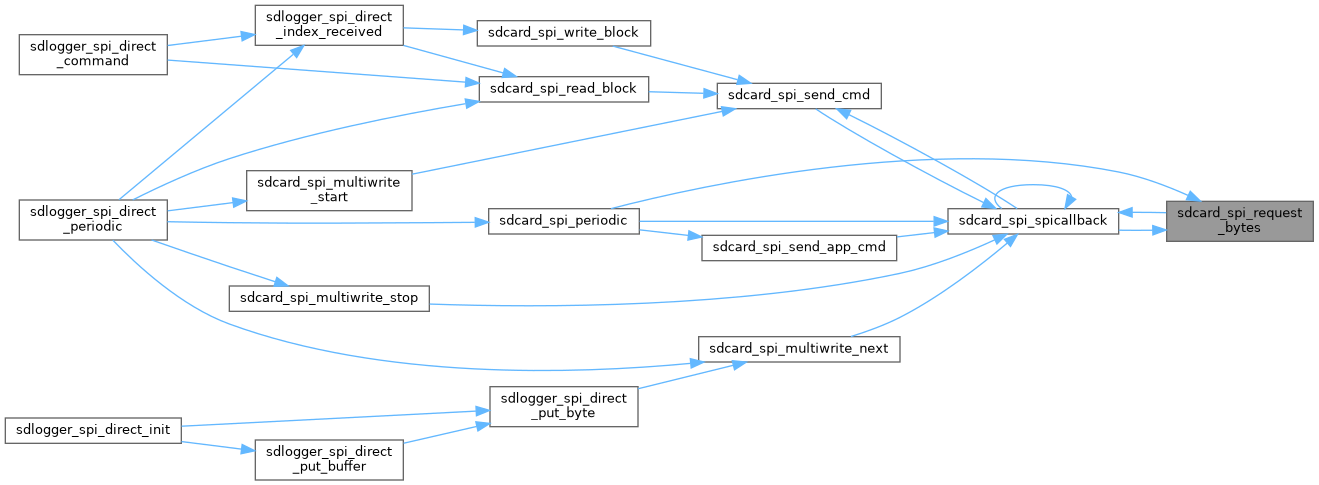 sdlogger_spi_direct
_index_received
sdcard_spi_write_block
sdlogger_spi_direct
_command
sdcard_spi_read_block
sdcard_spi_send_cmd
sdcard_spi_multiwrite
_start
sdlogger_spi_direct
_periodic
sdcard_spi_periodic
sdcard_spi_spicallback
sdcard_spi_request
_bytes
sdcard_spi_send_app_cmd
sdcard_spi_multiwrite_stop
sdcard_spi_multiwrite_next
sdlogger_spi_direct
_put_byte
sdlogger_spi_direct_init
sdlogger_spi_direct
_put_buffer